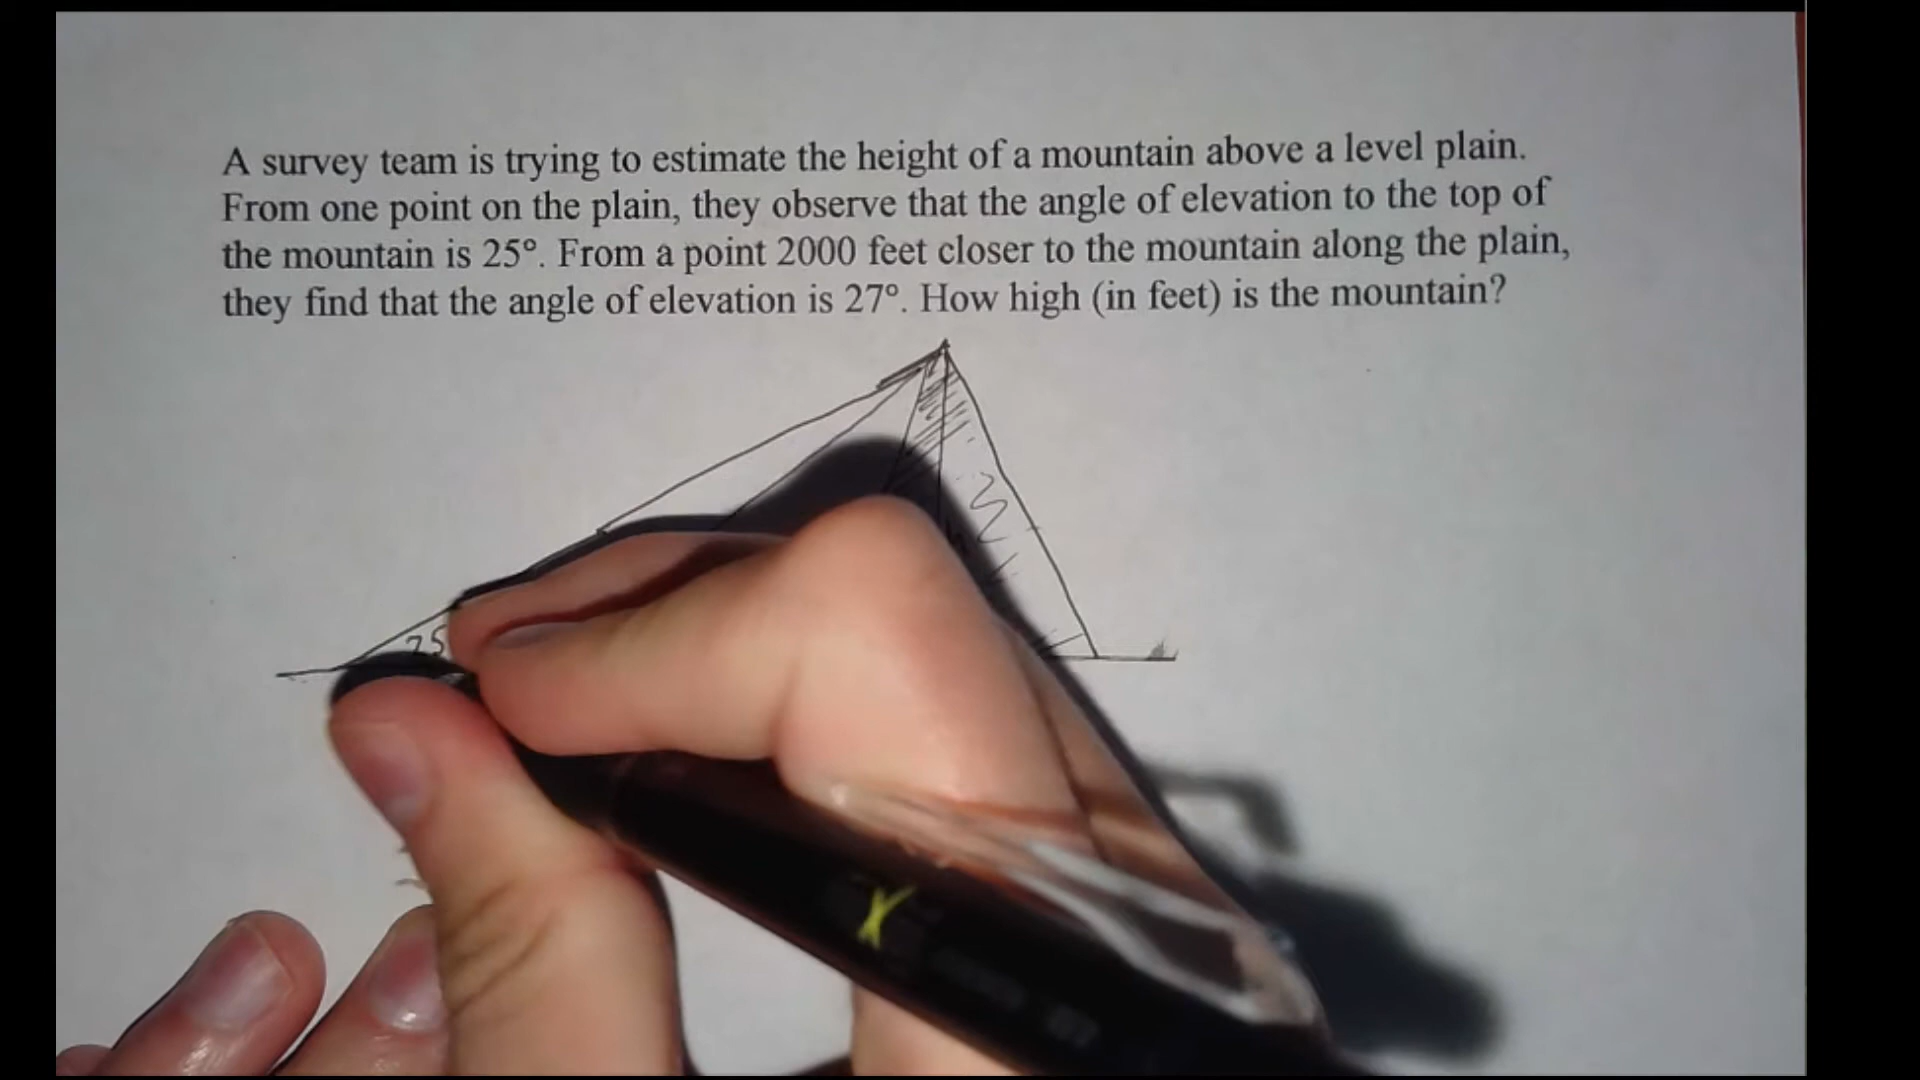 A survey team is trying to estimate the height of a mountain above a level plain.
From one point on the plain, they observe that the angle of elevation to the top of
the mountain is 25°. From a point 2000 feet closer to the mountain along the plain,
they find that the angle of elevation is 27°. How high (in feet) is the mountain?
25